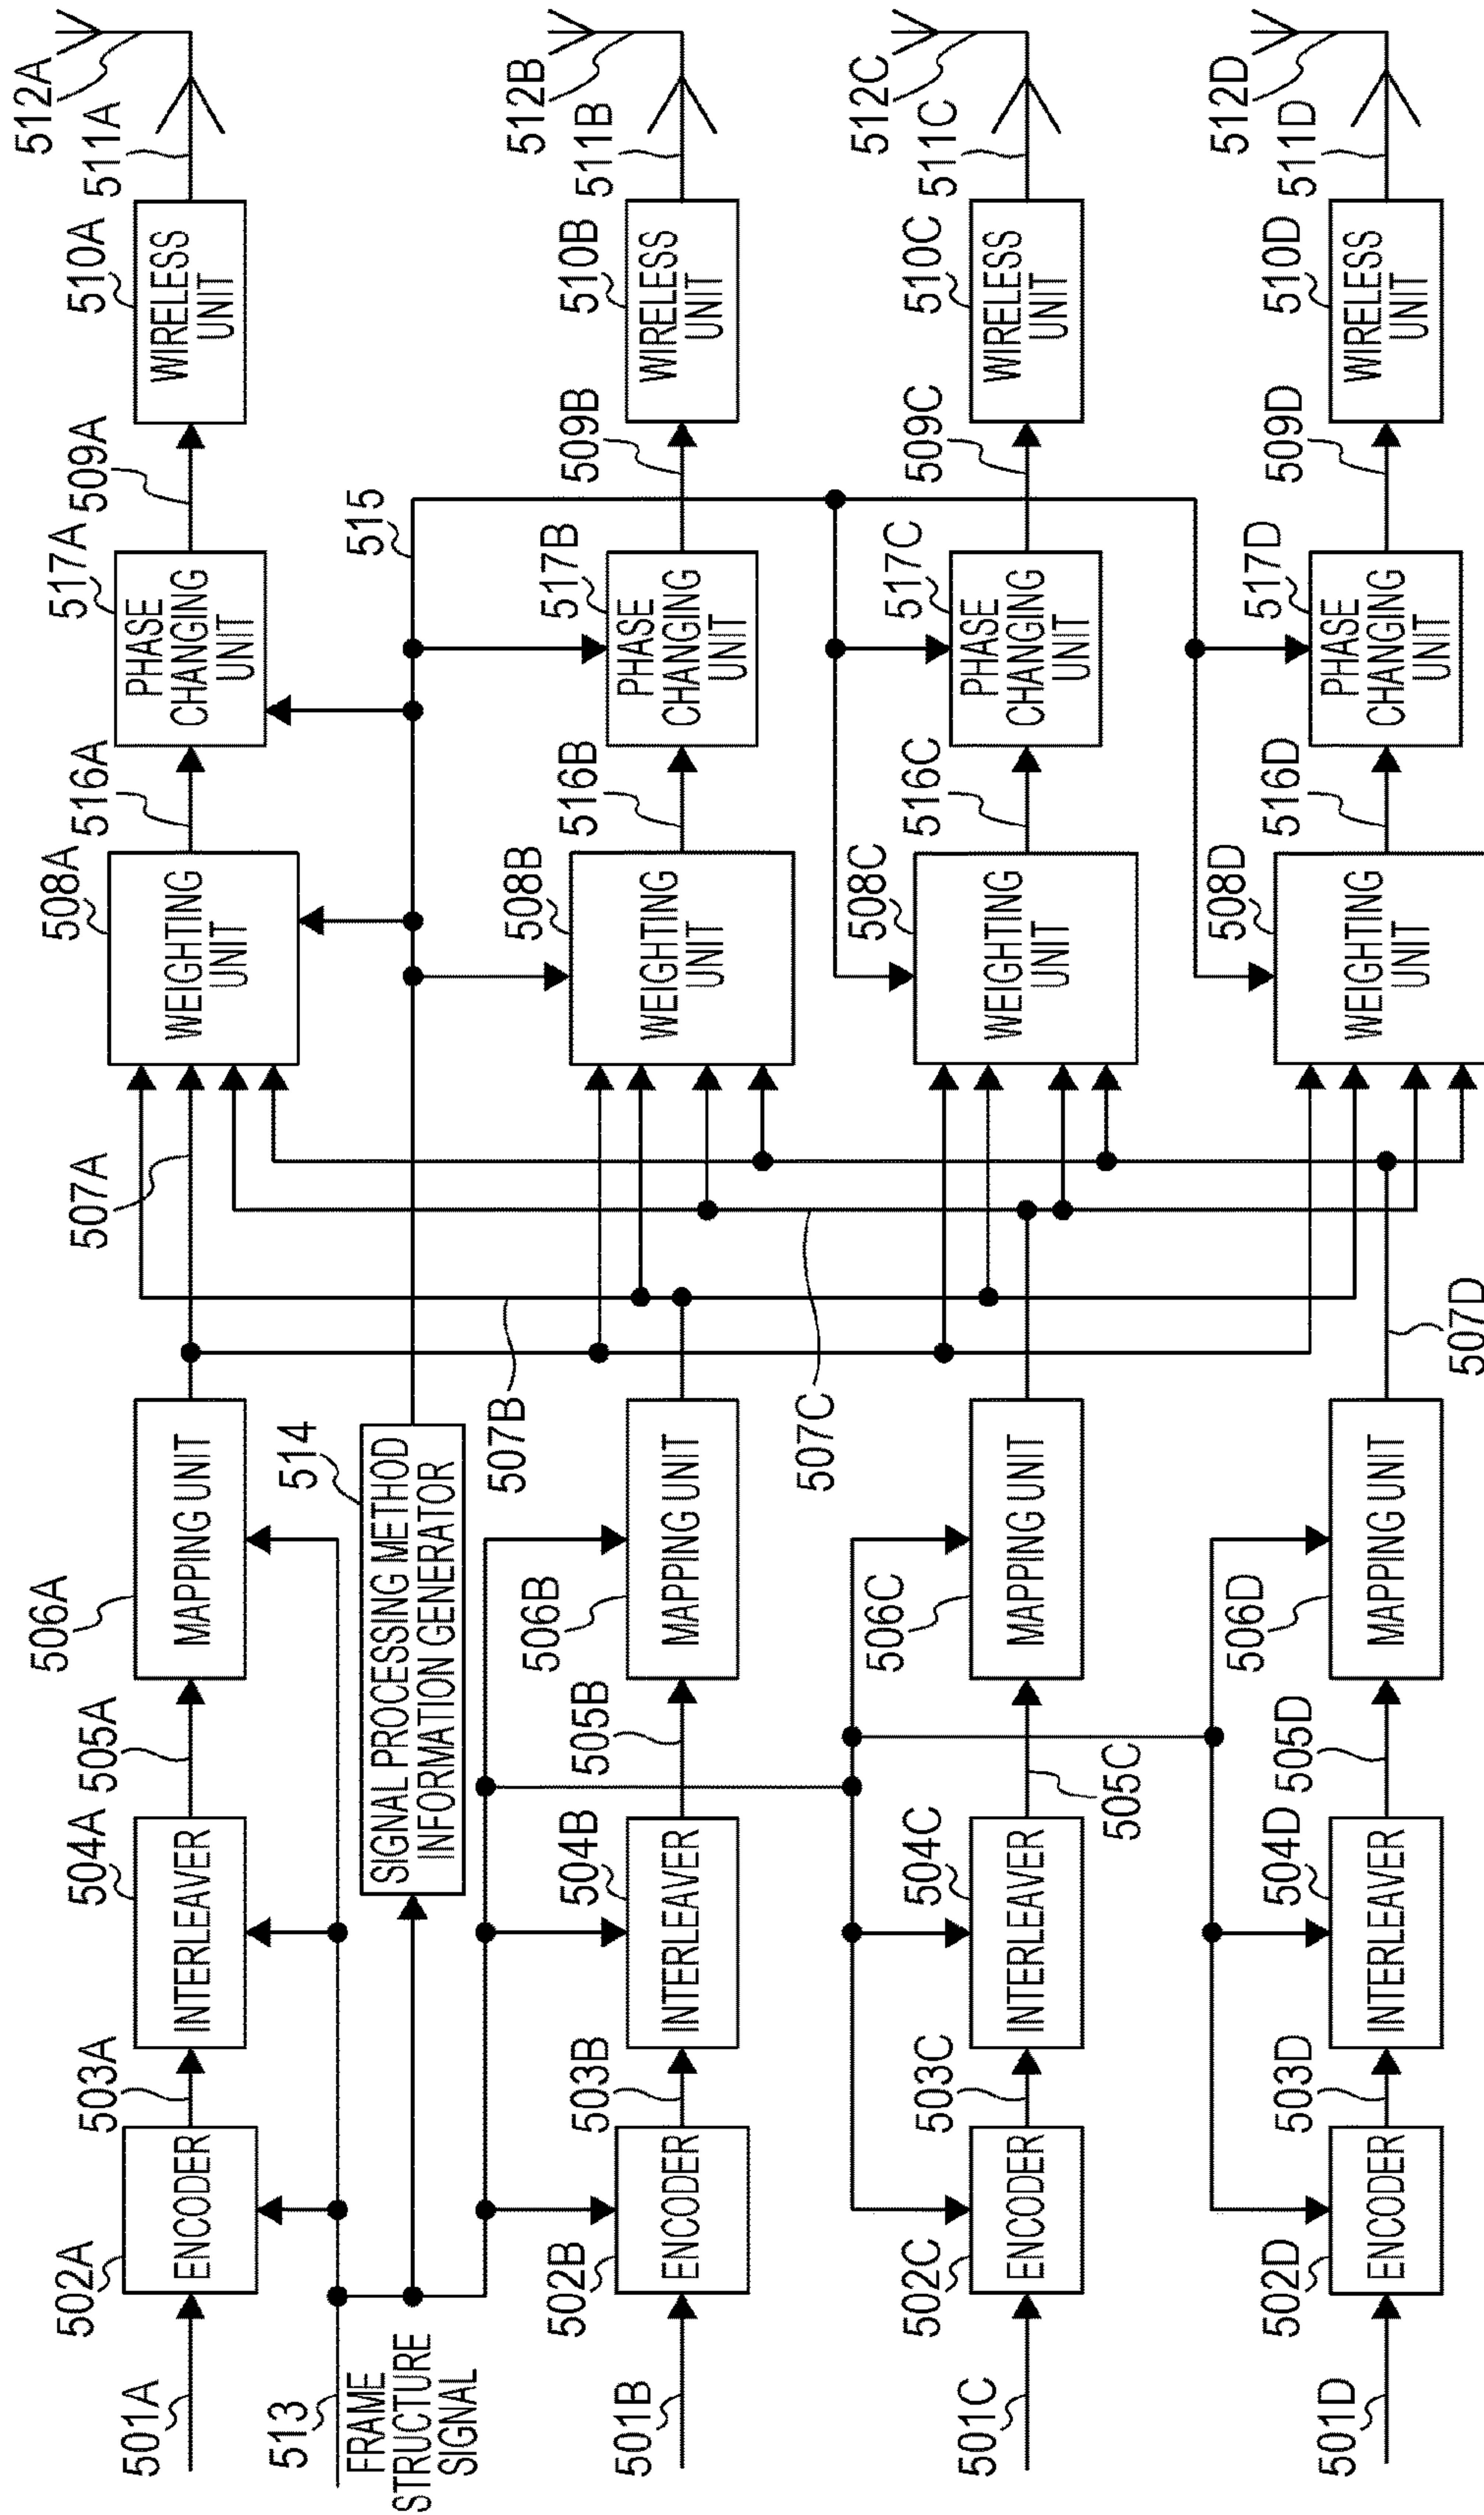 501A
502A
ENCODER
503A
504A
INTERLEAVER
505A
506A
MAPPING UNIT
507A
508A
WEIGHTING
UNIT
516A
517A
PHASE
CHANGING
UNIT
509A
510A
WIRELESS
UNIT
511A
512A
513
FRAME
STRUCTURE
SIGNAL
514
SIGNAL PROCESSING METHOD
INFORMATION GENERATOR
515
501B
502B
ENCODER
503B
504B
INTERLEAVER
505B
506B
MAPPING UNIT
507B
508B
WEIGHTING
UNIT
516B
517B
PHASE
CHANGING
UNIT
509B
510B
WIRELESS
UNIT
511B
512B
501C
502C
ENCODER
503C
504C
INTERLEAVER
505C
506C
MAPPING UNIT
507C
508C
WEIGHTING
UNIT
516C
517C
PHASE
CHANGING
UNIT
509C
510C
WIRELESS
UNIT
511C
512C
501D
502D
ENCODER
503D
504D
INTERLEAVER
505D
506D
MAPPING UNIT
507D
508D
WEIGHTING
UNIT
516D
517D
PHASE
CHANGING
UNIT
509D
510D
WIRELESS
UNIT
511D
512D